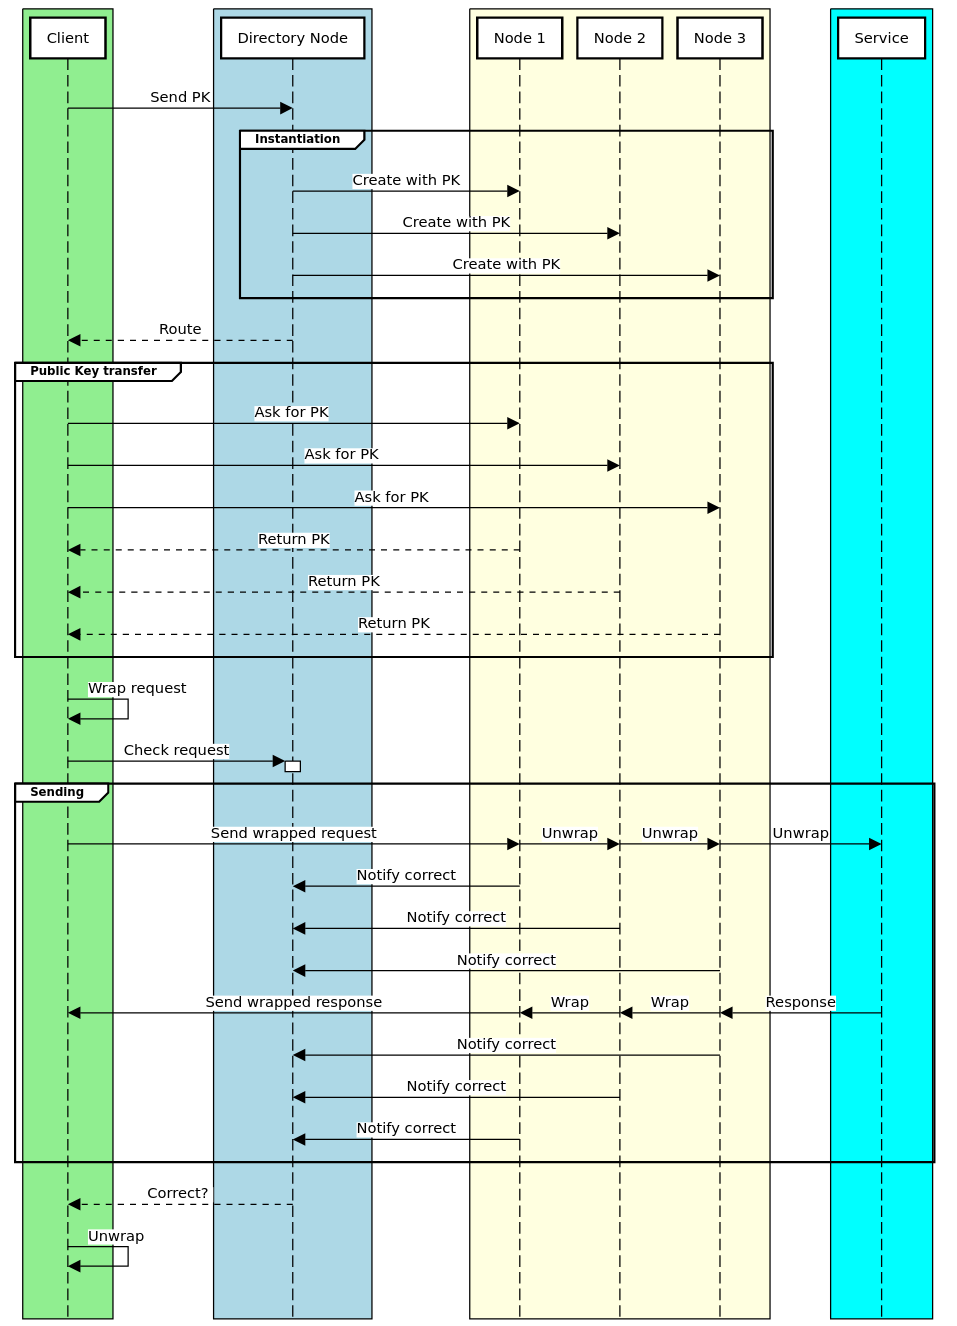 Client
Directory Node
Node 1
Node 2
Node 3
Service
Send PK
Instantiation
Create with PK
Create with PK
Create with PK
Route
Public Key transfer
Ask for PK
Ask for PK
Ask for PK
Return PK
Return PK
Return PK
Wrap request
Check request
Sending
Send wrapped request
Unwrap
Unwrap
Unwrap
Notify correct
Notify correct
Notify correct
Send wrapped response
Wrap
Wrap
Response
Notify correct
Notify correct
Notify correct
Correct?
Unwrap